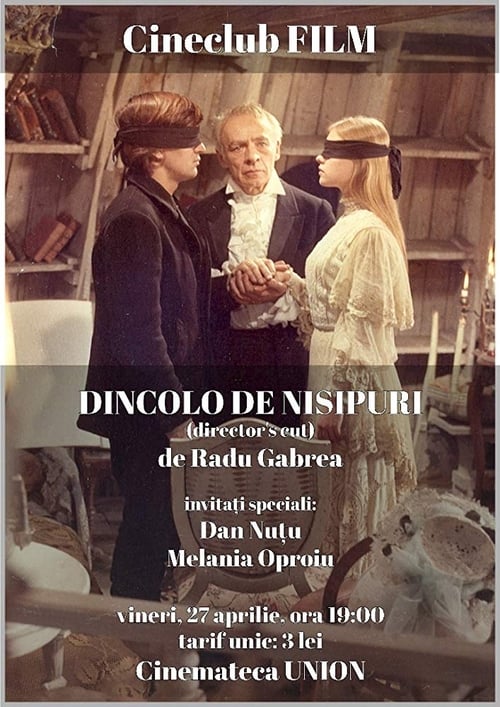 Cineclub FILM
DINCOLO DE NISIPURI
(director's cut)
de Radu Gabrea
invitați speciali:
Dan Nuțu
Melania Oproiu
vineri, 27 aprilie, ora 19:00
tarif unic: 3 lei
Cinemateca UNION